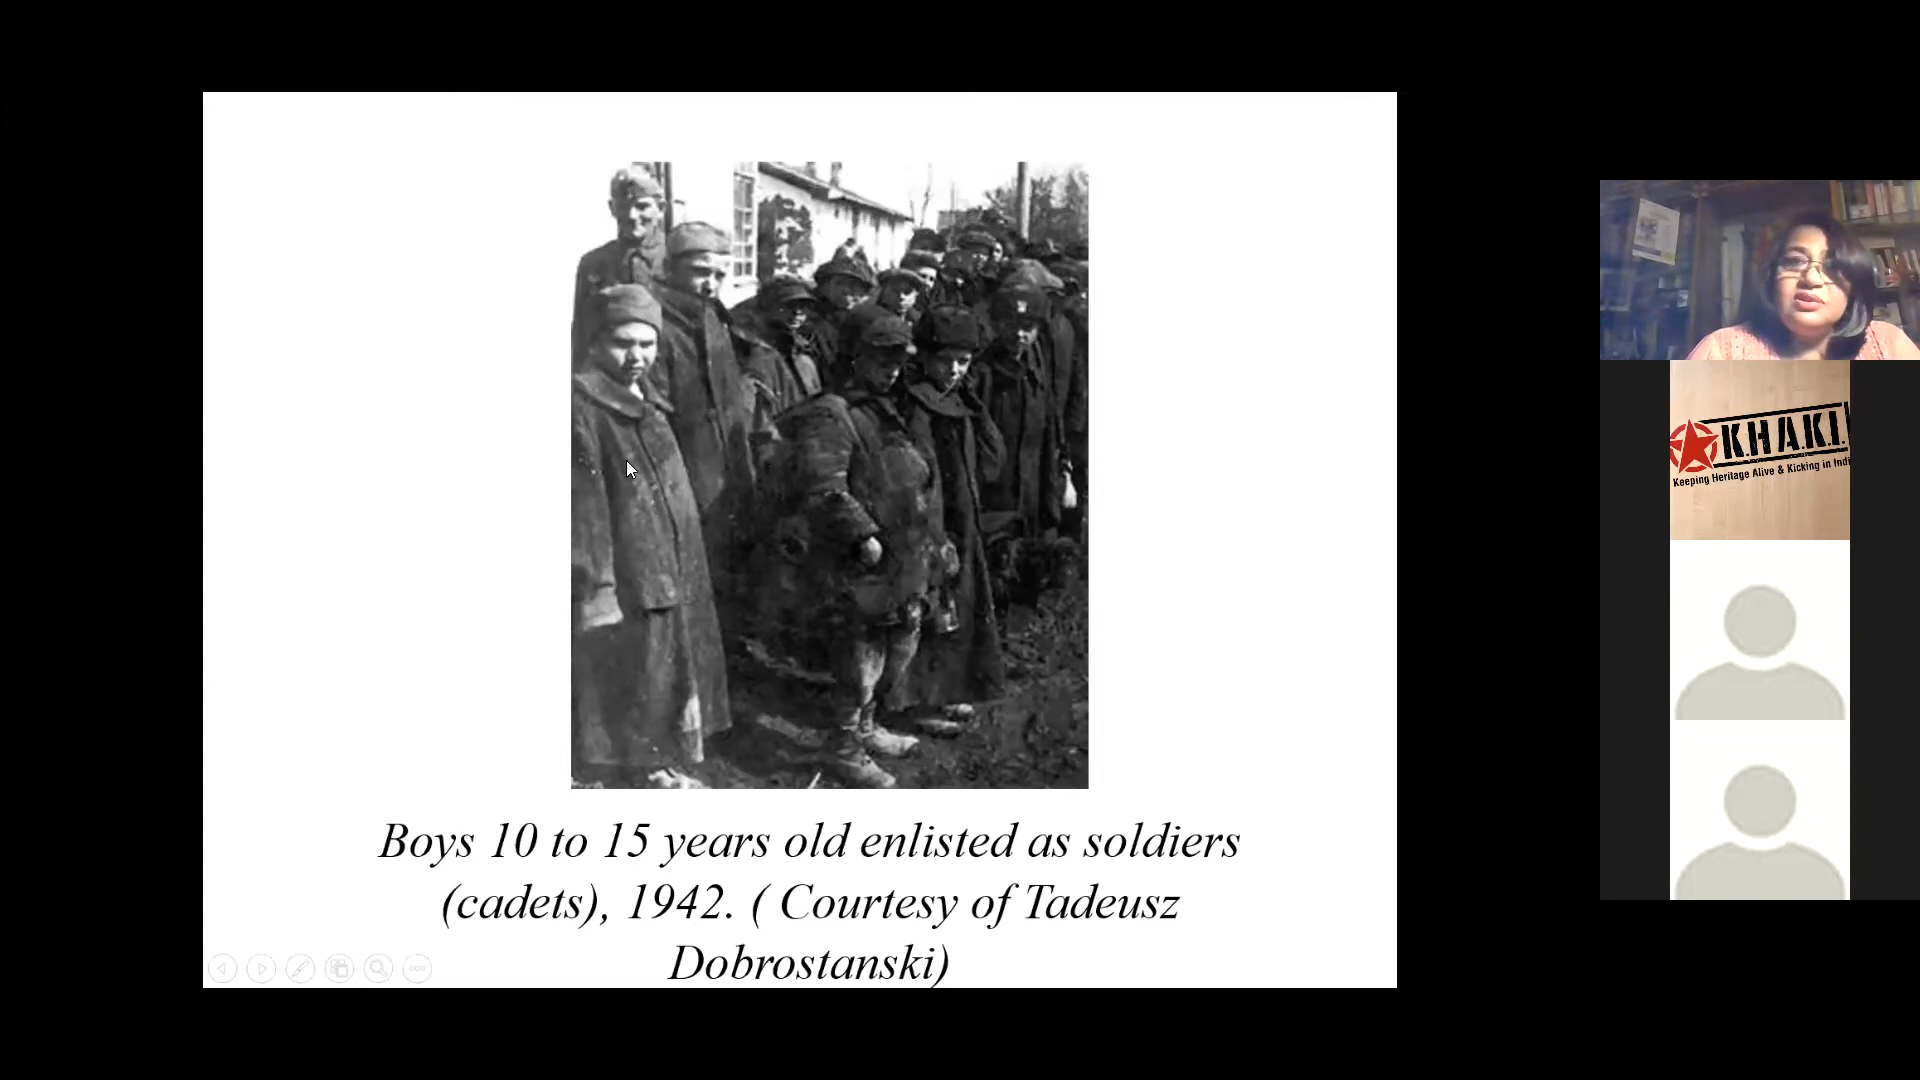 Boys 10 to 15 years old enlisted as soldiers
(cadets), 1942. ( Courtesy of Tadeusz
Dobrostanski)
K.H.A.K.I.
Keeping Heritage Alive & Kicking in Indi